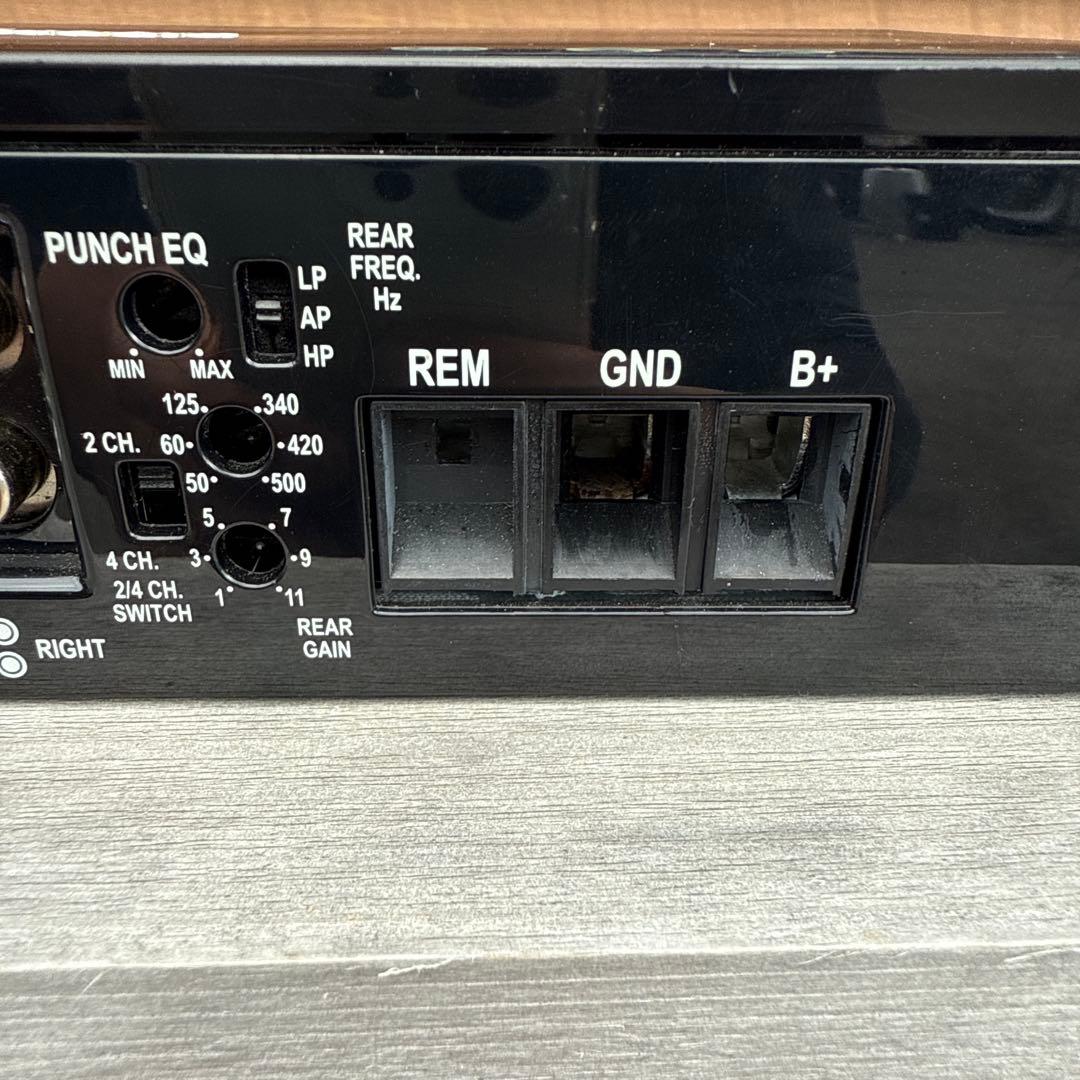 PUNCH EQ
MIN MAX
LP
AP
HP
REAR
FREQ.
Hz
125 340
60 420
50 500
2 CH.
4 CH.
2/4 CH.
SWITCH
5 7
3 9
1 11
REAR
GAIN
RIGHT
REM GND B+